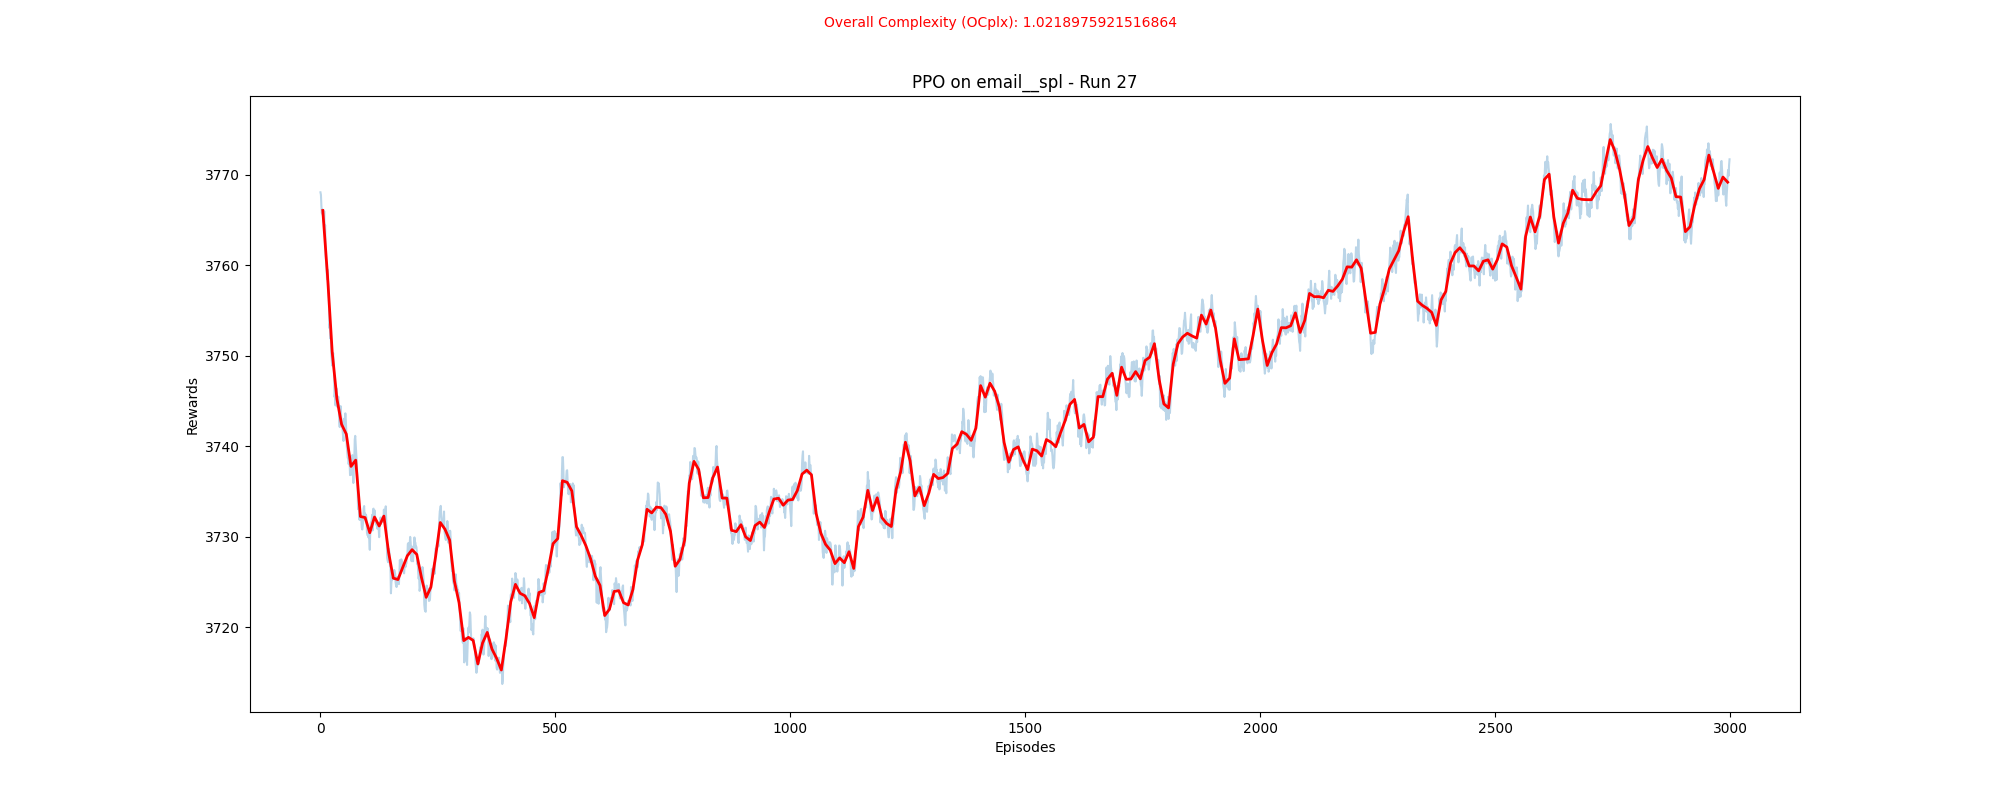 Overall Complexity (OCplx): 1.0218975921516864
PPO on email__spl - Run 27
Rewards
3770
3760
3750
3740
3730
3720
0 500 1000 1500 2000 2500 3000
Episodes